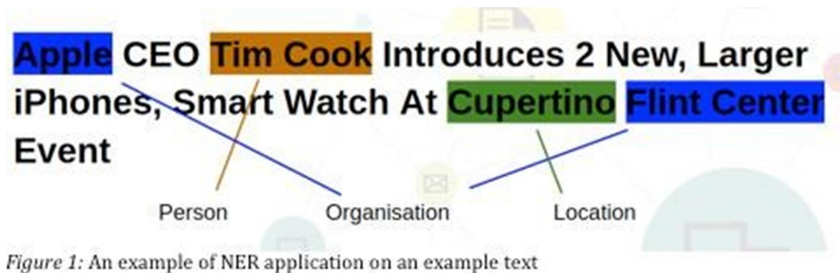 Apple CEO Tim Cook Introduces 2 New, Larger
iPhones, Smart Watch At Cupertino Flint Center
Event
Person Organisation Location
Figure 1: An example of NER application on an example text